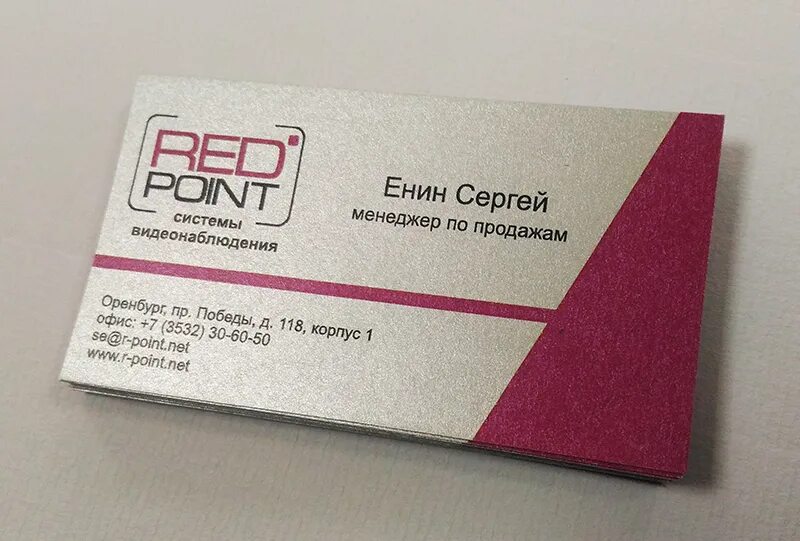 RED
POINT
системы
видеонаблюдения
Енин Сергей
менеджер по продажам
Оренбург, пр. Победы, д. 118, корпус 1
офис: +7 (3532) 30-60-50
se@r-point.net
www.r-point.net